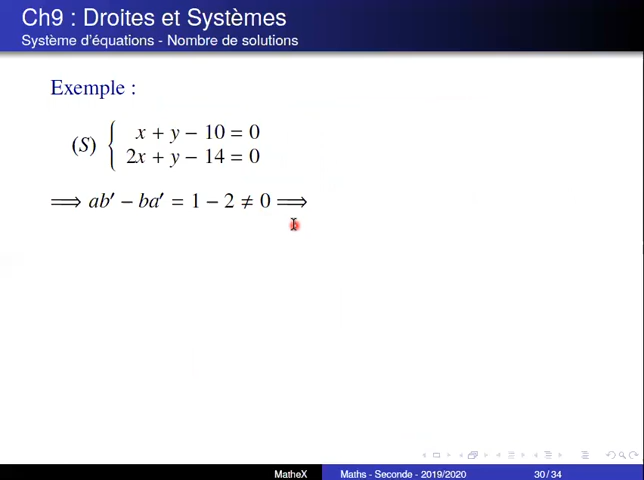 Ch9 : Droites et Systèmes
Système d'équations - Nombre de solutions
Exemple :
(S) { x + y − 10 = 0
2x + y − 14 = 0
⟹ ab′ − ba′ = 1 − 2 ≠ 0 ⟹
MatheX Maths - Seconde - 2019/2020 30 / 34